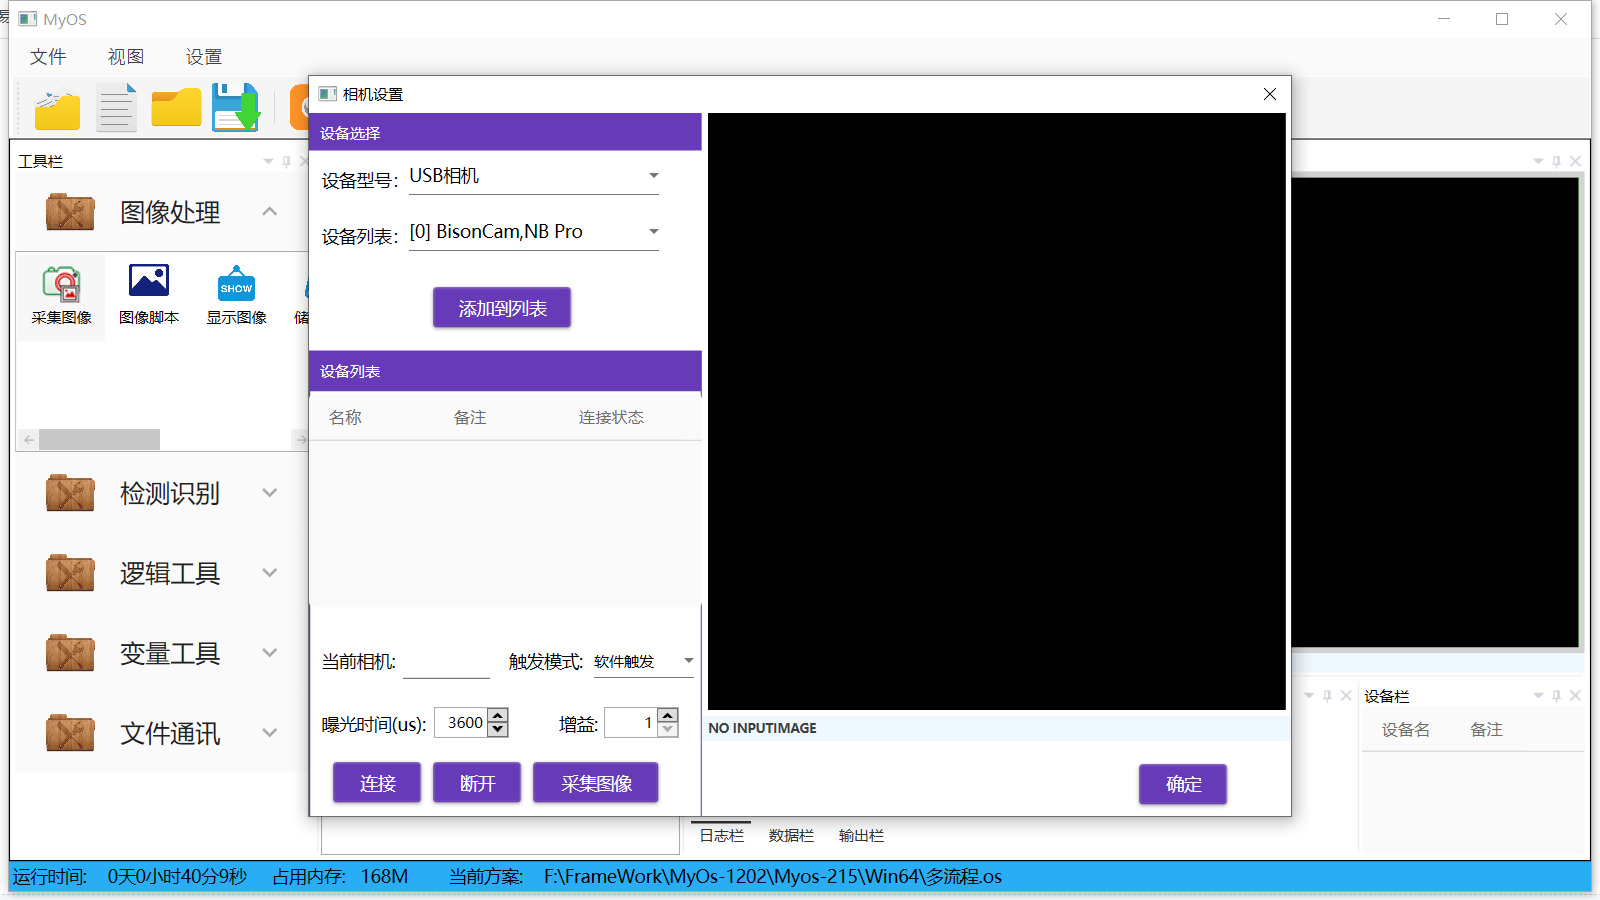 易
MyOS
文件 视图 设置
相机设置
工具栏
设备选择
图像处理
设备型号: USB相机
设备列表: [0] BisonCam,NB Pro
SHOW
采集图像 图像脚本 显示图像 储
添加到列表
设备列表
名称 备注 连接状态
检测识别
逻辑工具
变量工具
文件通讯
当前相机: 触发模式: 软件触发
曝光时间(us): 3600 增益: 1
NO INPUTIMAGE
连接 断开 采集图像 确定
设备栏
设备名 备注
日志栏 数据栏 输出栏
运行时间: 0天0小时40分9秒 占用内存: 168M 当前方案: F:\FrameWork\MyOs-1202\Myos-215\Win64\多流程.os